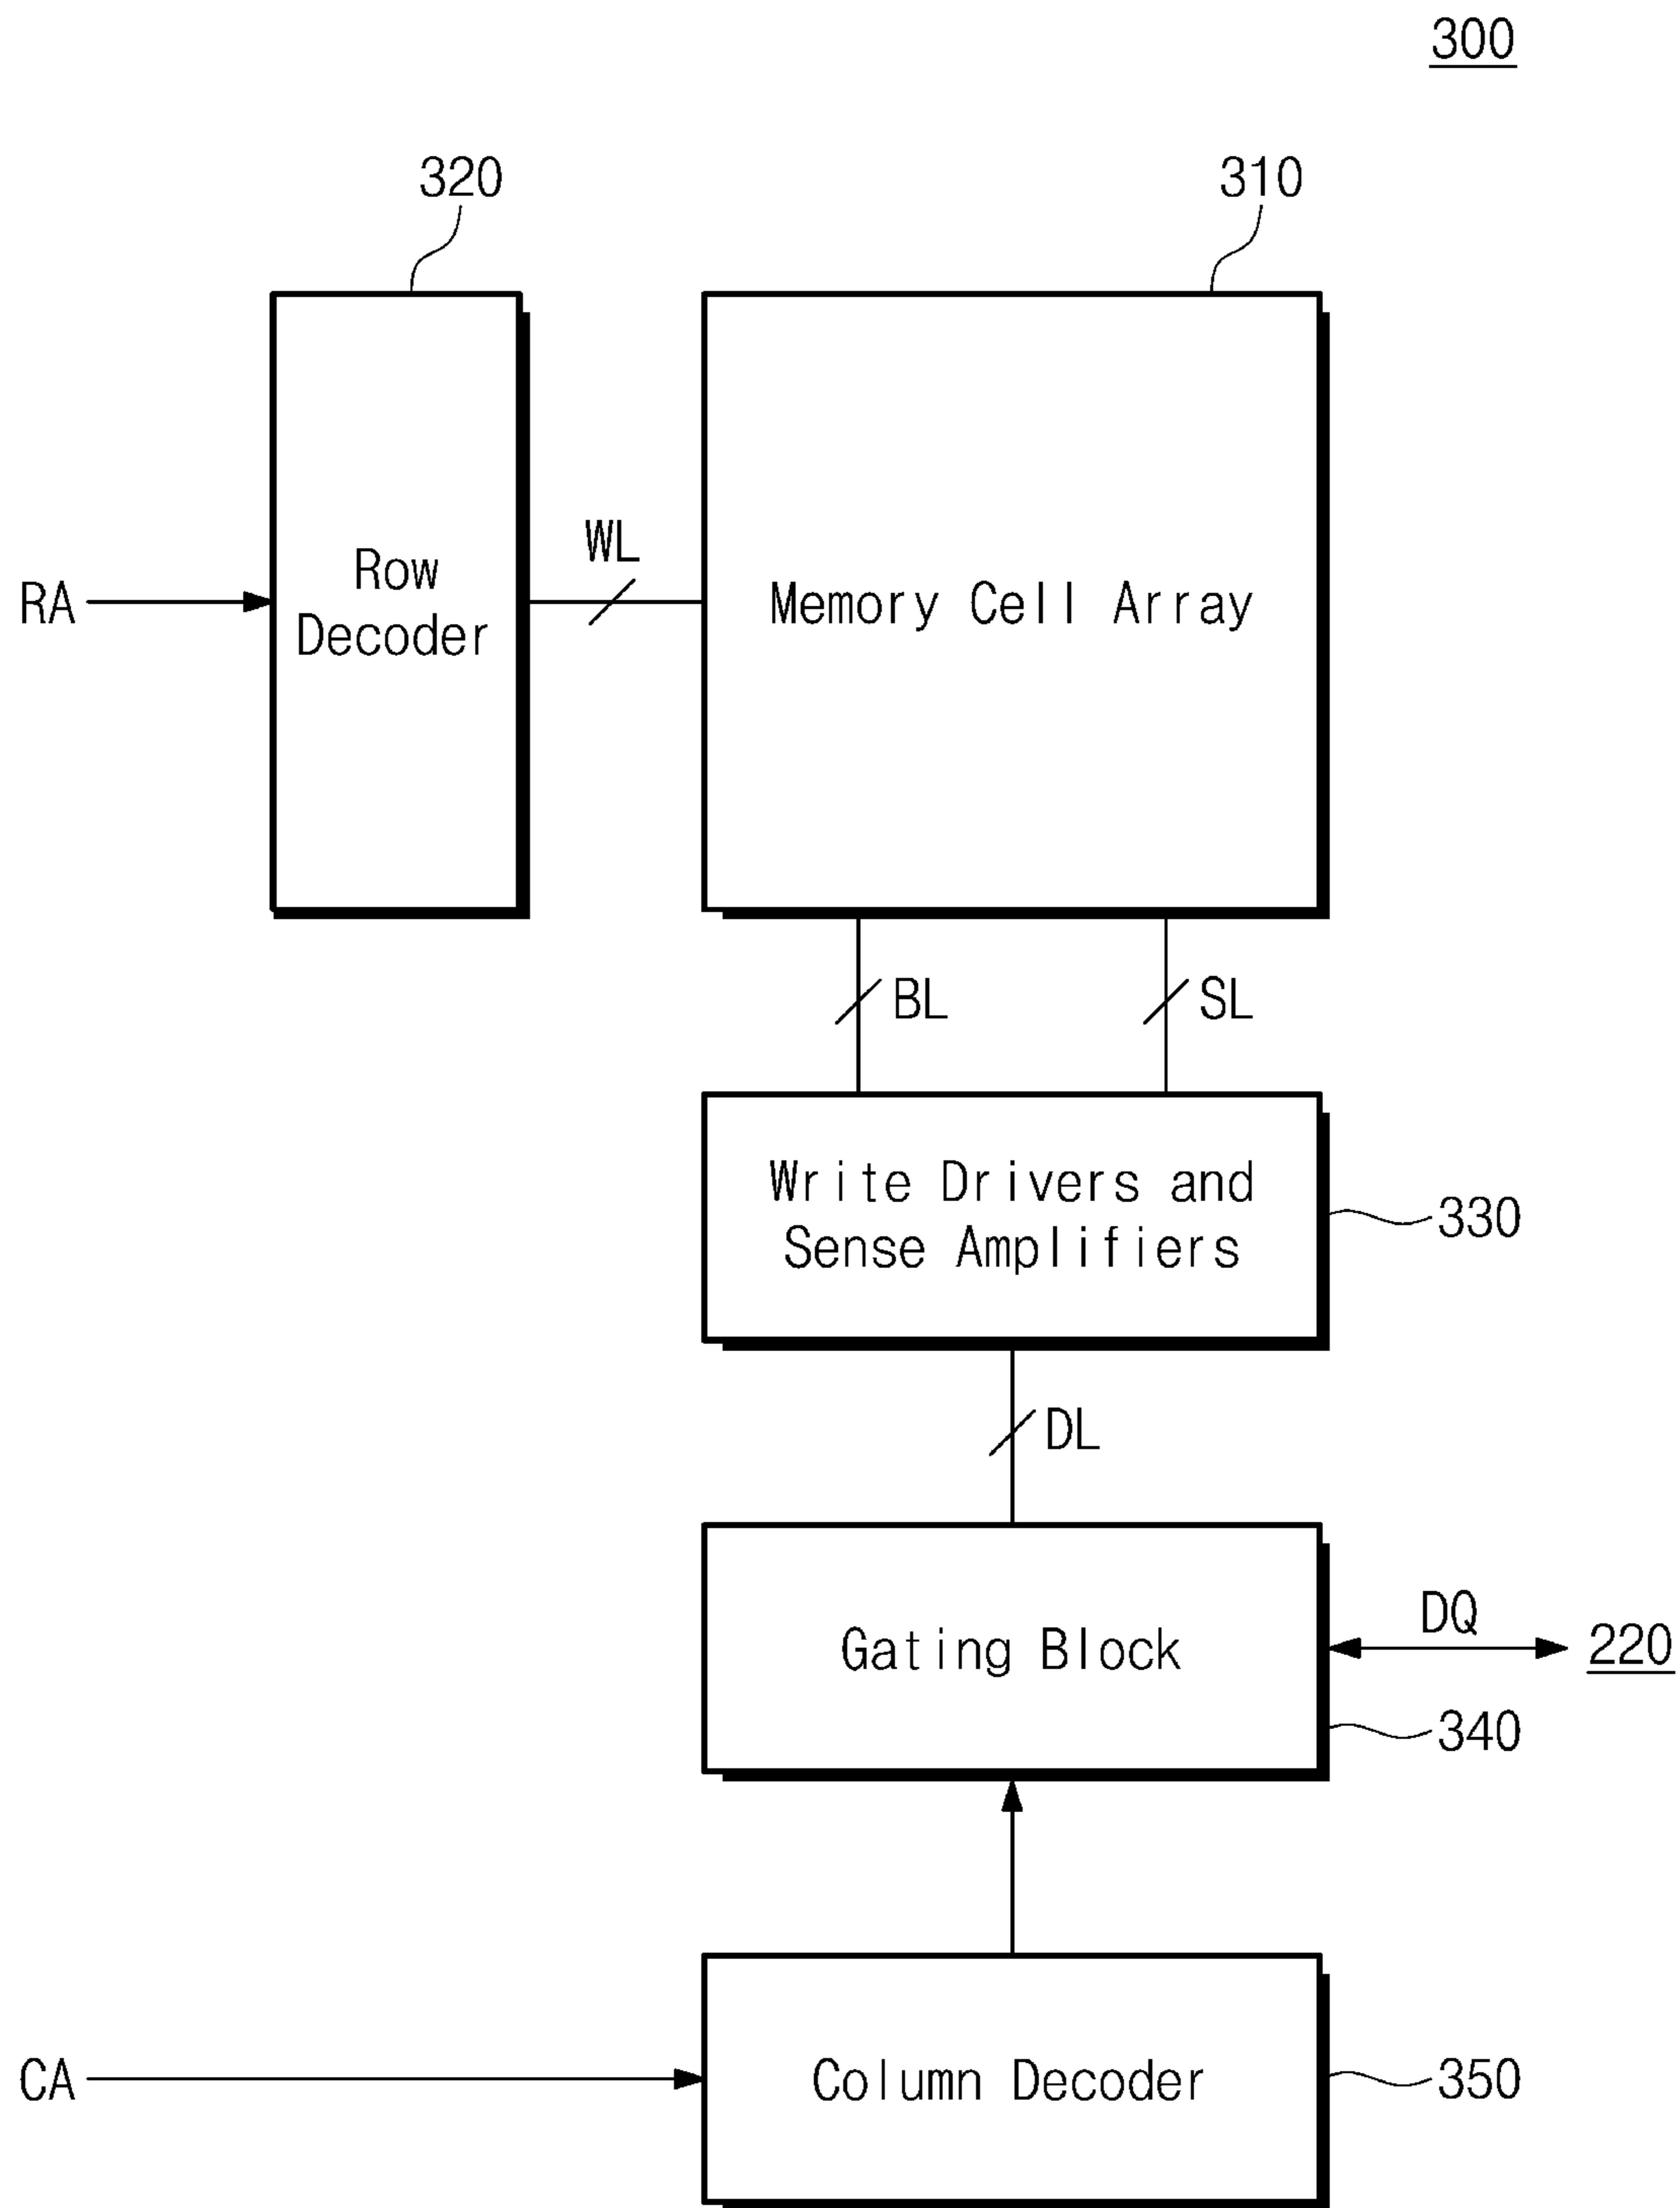 300
320
310
RA
Row
Decoder
WL
Memory Cell Array
BL
SL
Write Drivers and
Sense Amplifiers
330
DL
Gating Block
DQ
220
340
CA
Column Decoder
350